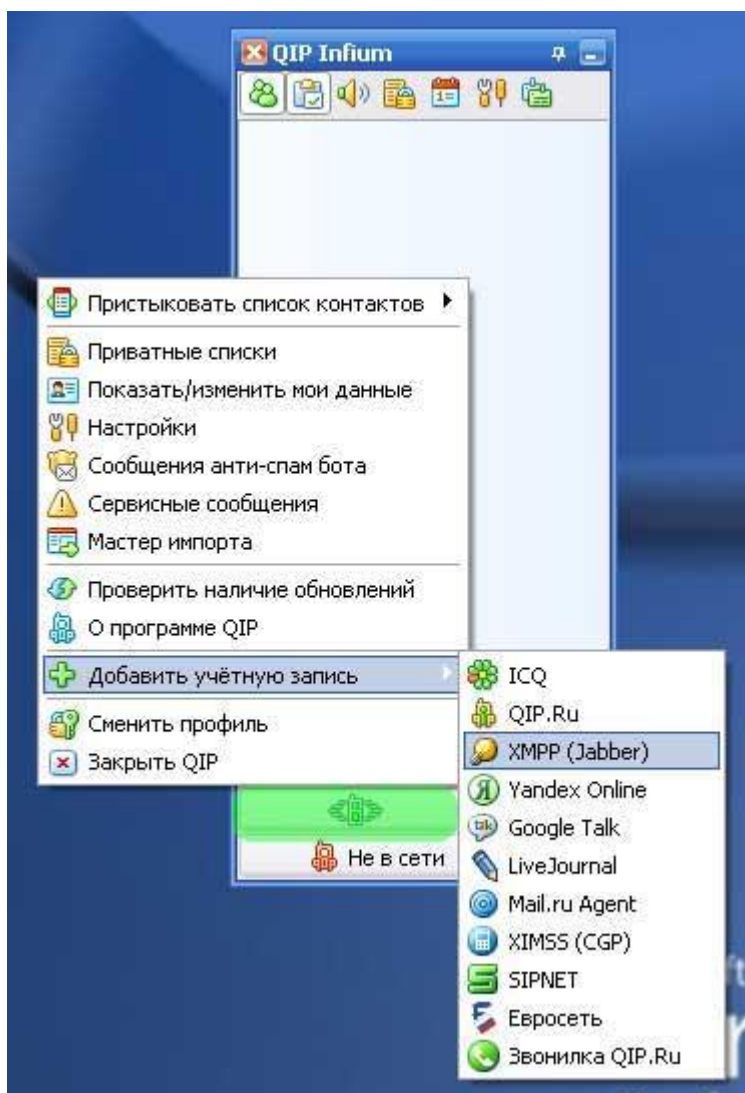 QIP Infium
Пристыковать список контактов
Приватные списки
Показать/изменить мои данные
Настройки
Сообщения анти-спам бота
Сервисные сообщения
Мастер импорта
Проверить наличие обновлений
О программе QIP
Добавить учётную запись
Сменить профиль
Закрыть QIP
ICQ
QIP.Ru
XMPP (Jabber)
Yandex Online
Google Talk
LiveJournal
Mail.ru Agent
XIMSS (CGP)
SIPNET
Евросеть
Звонилка QIP.Ru
Не в сети